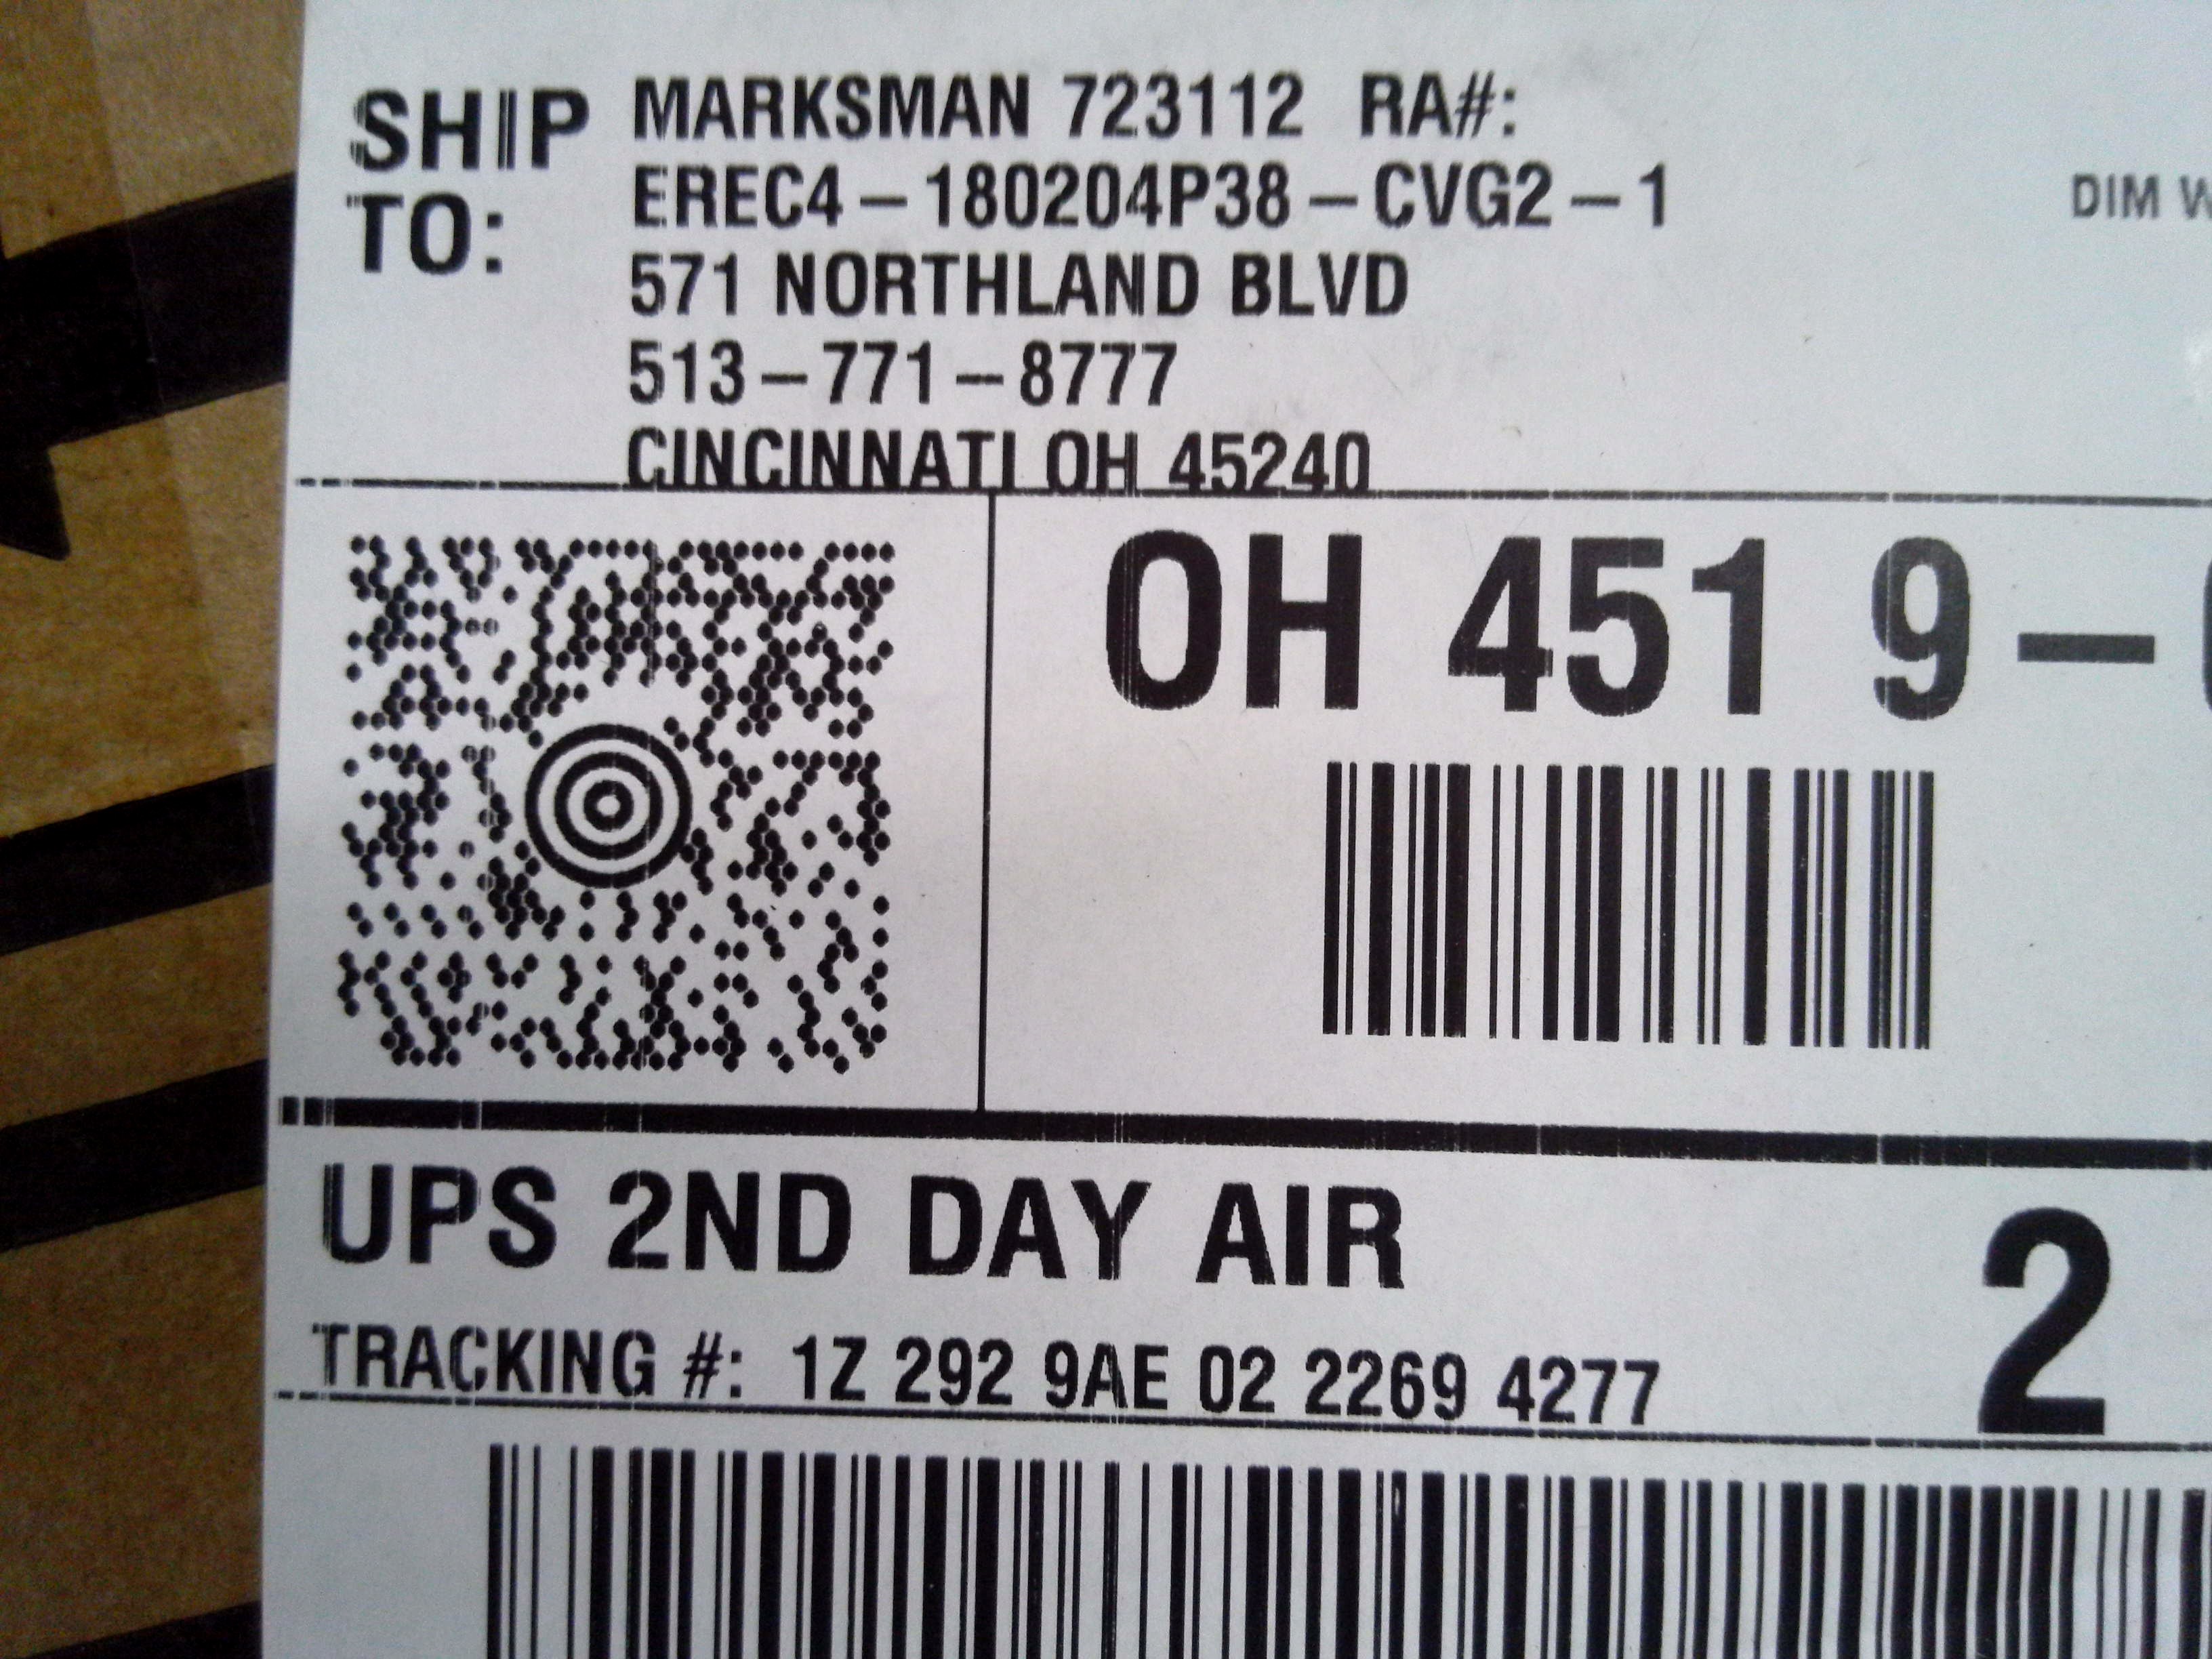 SHIP TO:
MARKSMAN 723112 RA#:
EREC4-180204P38-CVG2-1
571 NORTHLAND BLVD
513-771-8777
CINCINNATI OH 45240
DIM
OH 451 9-
UPS 2ND DAY AIR
2
TRACKING #: 1Z 292 9AE 02 2269 4277